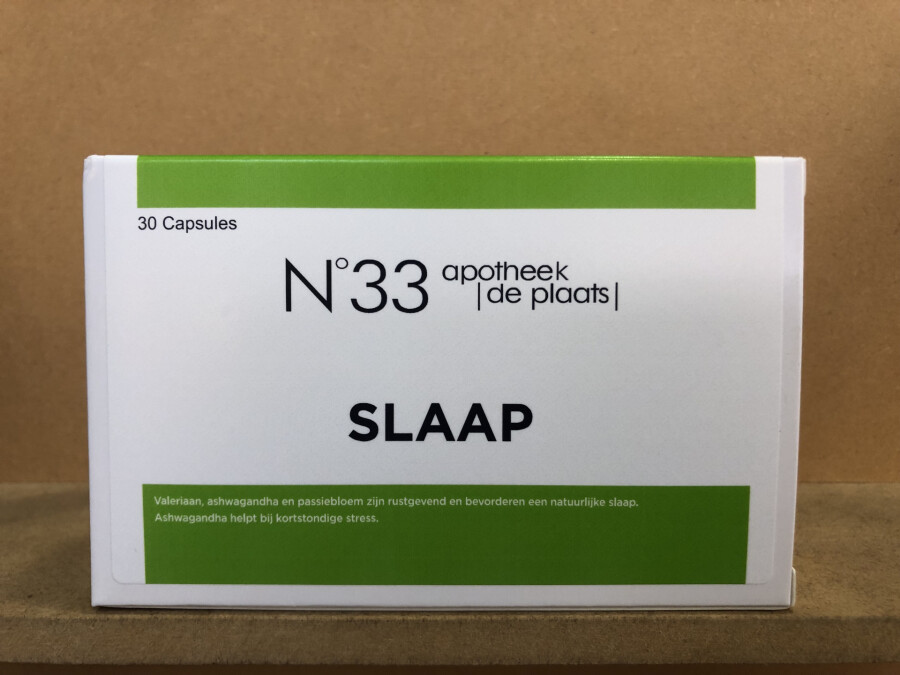 30 Capsules
N°33 apotheek
|de plaats|
SLAAP
Valeriaan, ashwagandha en passiebloem zijn rustgevend en bevorderen een natuurlijke slaap.
Ashwagandha helpt bij kortstondige stress.